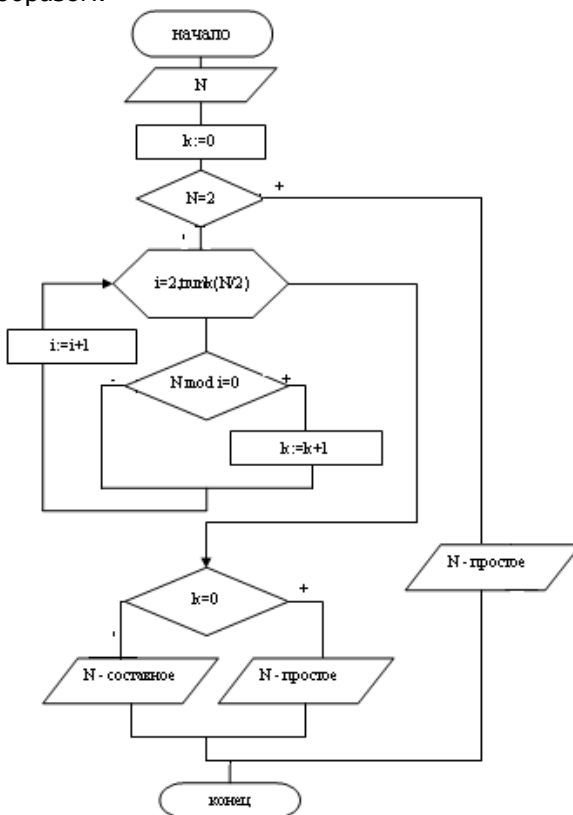 начало
N
k:=0
N=2
+
-
i=2,trunk(N/2)
i:=i+1
N mod i=0
-
+
k:=k+1
N - простое
k=0
+
-
N - составное
N - простое
конец